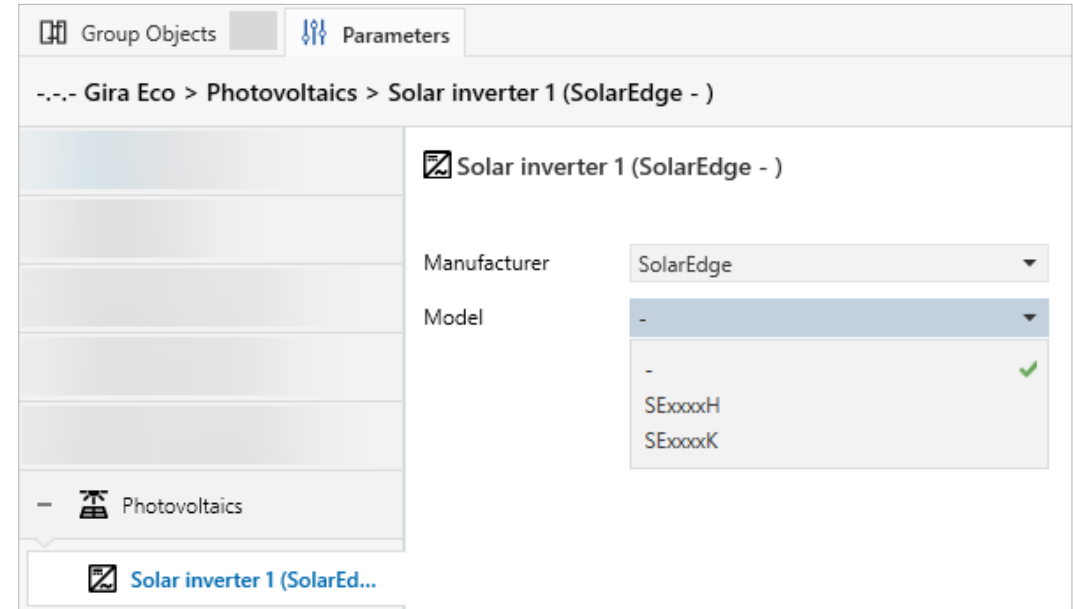 Group Objects
Parameters
-.-.- Gira Eco > Photovoltaics > Solar inverter 1 (SolarEdge - )
Solar inverter 1 (SolarEdge - )
Manufacturer
SolarEdge
Model
-
-
SExxxxH
SExxxxK
Photovoltaics
Solar inverter 1 (SolarEd...